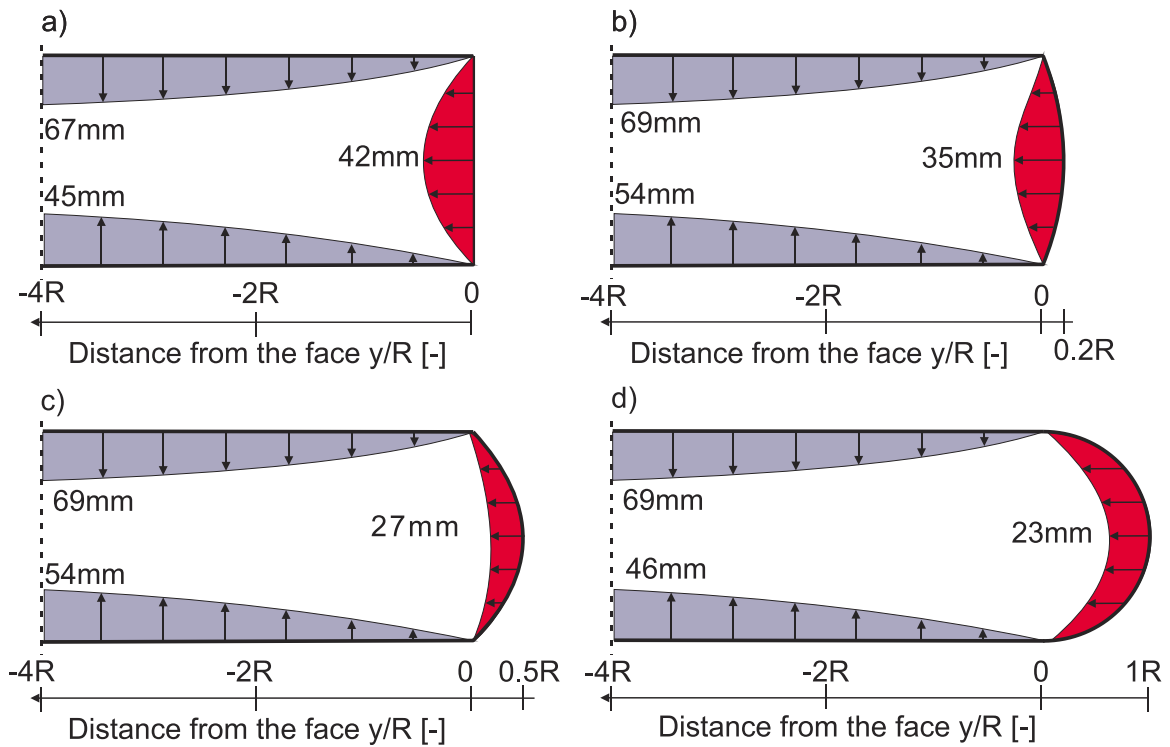 a)
67mm
42mm
45mm
-4R -2R 0
Distance from the face y/R [-]
b)
69mm
35mm
54mm
-4R -2R 0
0.2R
Distance from the face y/R [-]
c)
69mm
27mm
54mm
-4R -2R 0 0.5R
Distance from the face y/R [-]
d)
69mm
23mm
46mm
-4R -2R 0 1R
Distance from the face y/R [-]